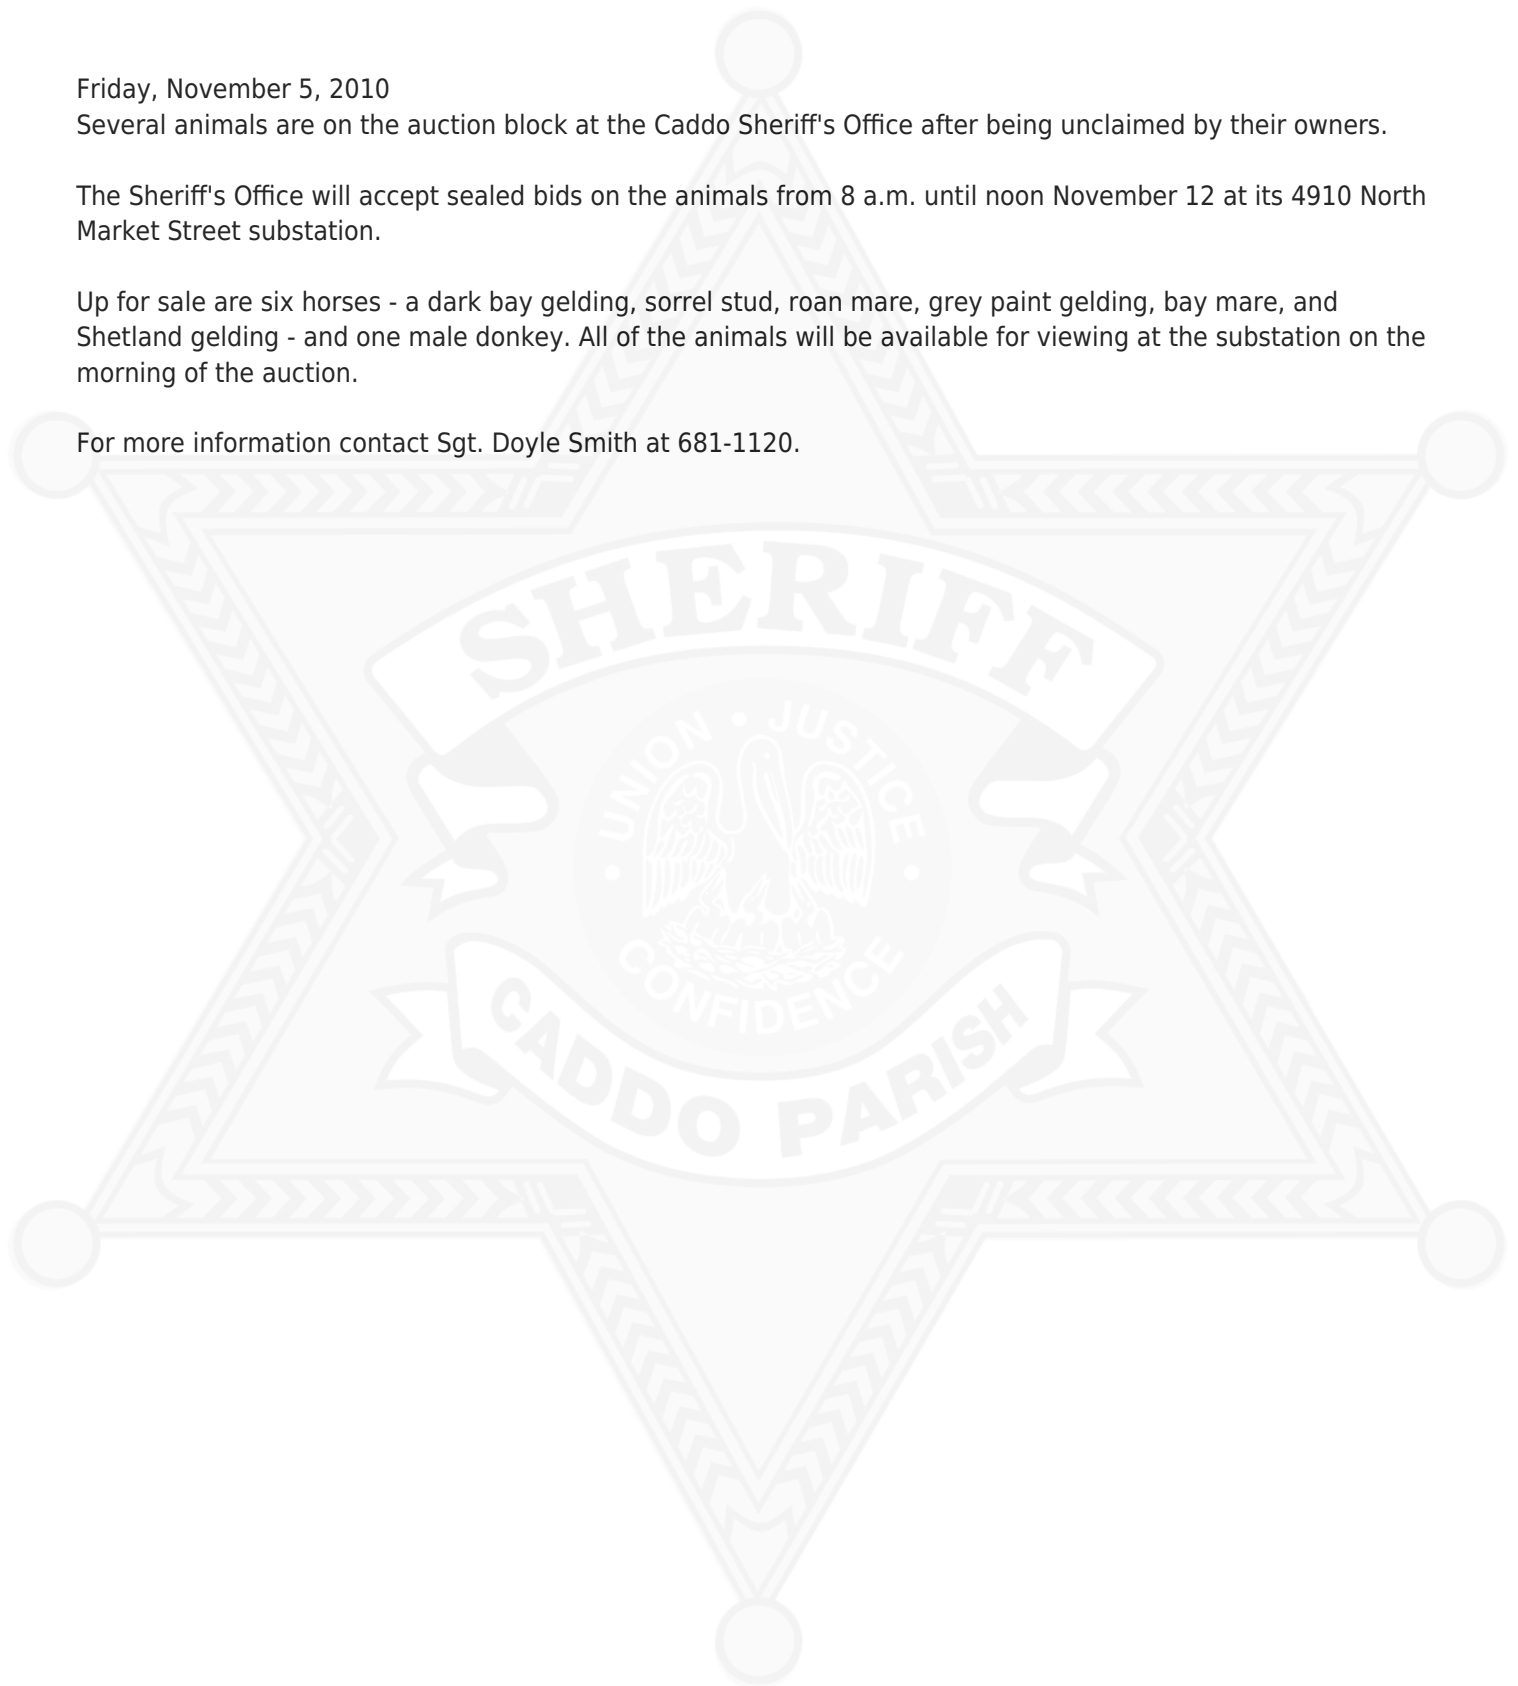 Friday, November 5, 2010
Several animals are on the auction block at the Caddo Sheriff's Office after being unclaimed by their owners.
The Sheriff's Office will accept sealed bids on the animals from 8 a.m. until noon November 12 at its 4910 North
Market Street substation.
Up for sale are six horses - a dark bay gelding, sorrel stud, roan mare, grey paint gelding, bay mare, and
Shetland gelding - and one male donkey. All of the animals will be available for viewing at the substation on the
morning of the auction.
For more information contact Sgt. Doyle Smith at 681-1120.
SHERIFF
UNION • JUSTICE •
• CONFIDENCE
CADDO PARISH